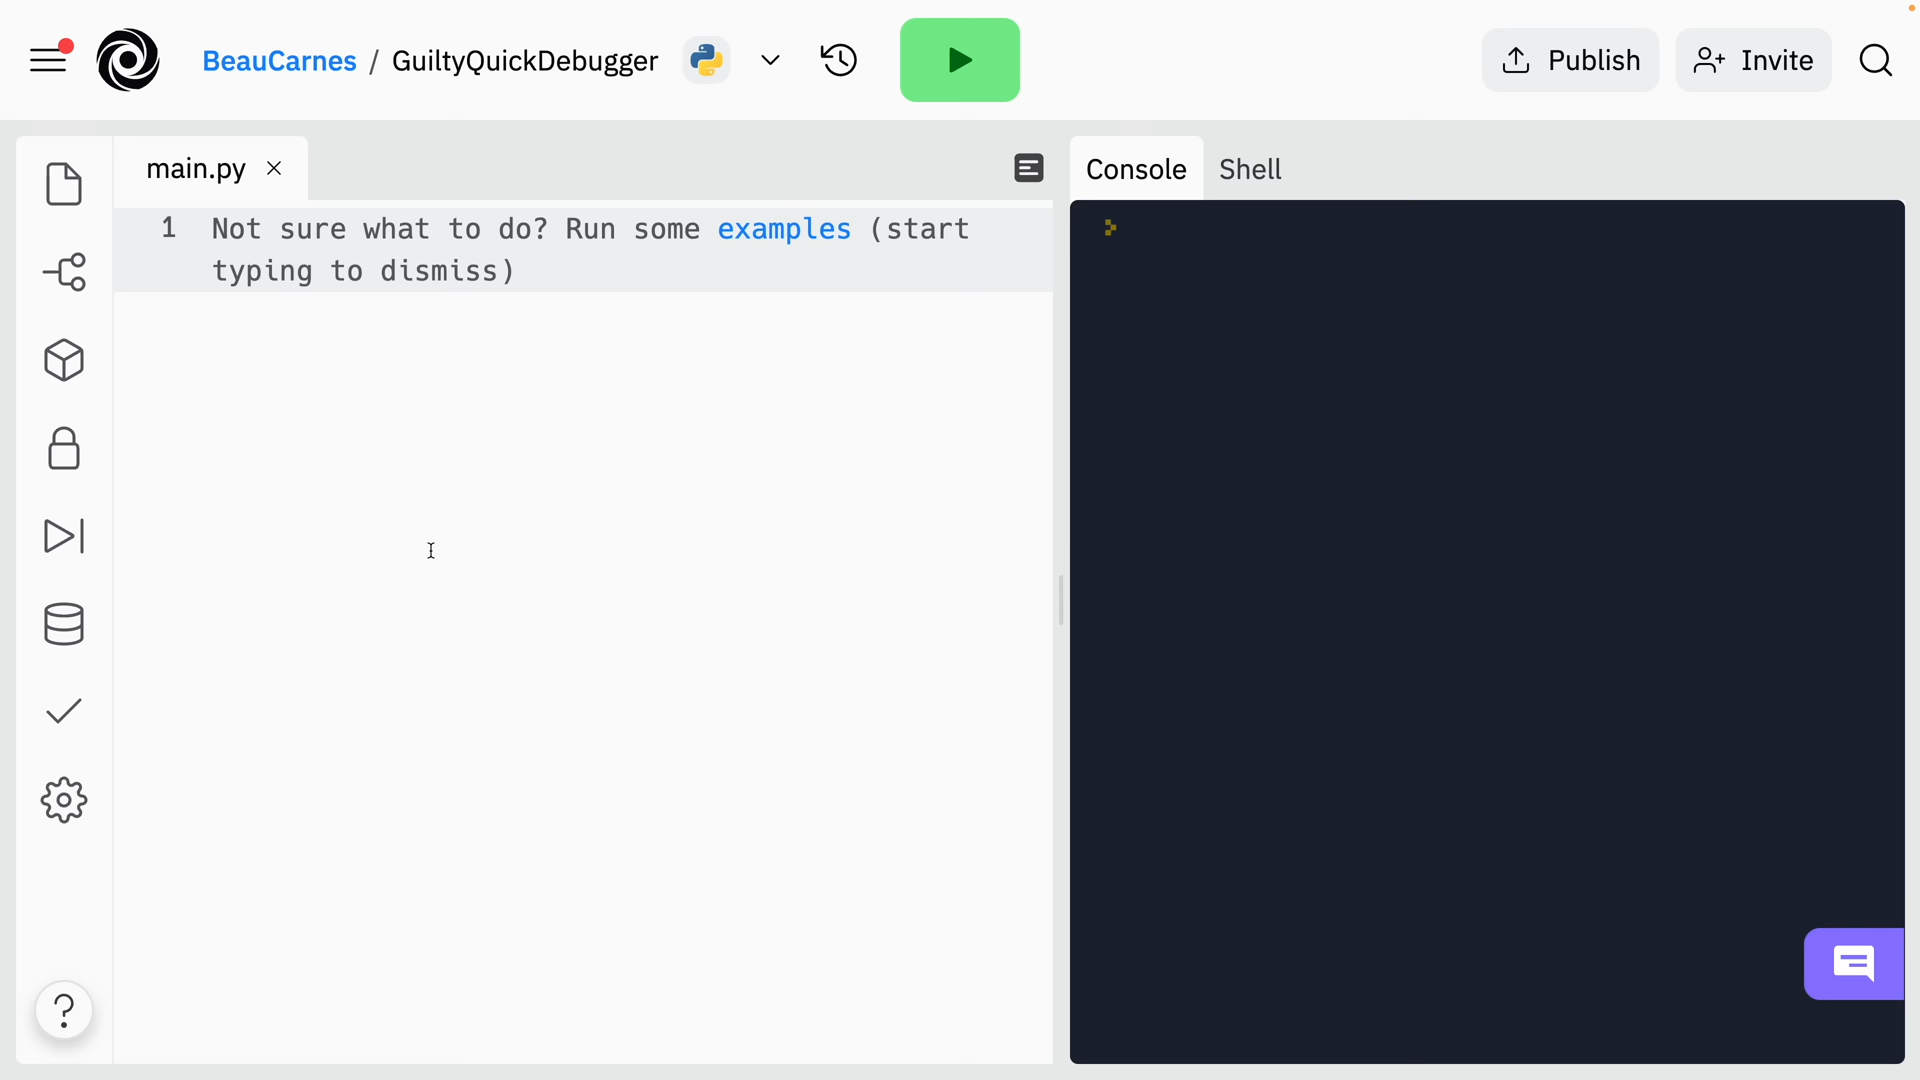 BeauCarnes / GuiltyQuickDebugger
Publish
Invite
main.py
Console
Shell
1 Not sure what to do? Run some examples (start
typing to dismiss)
?